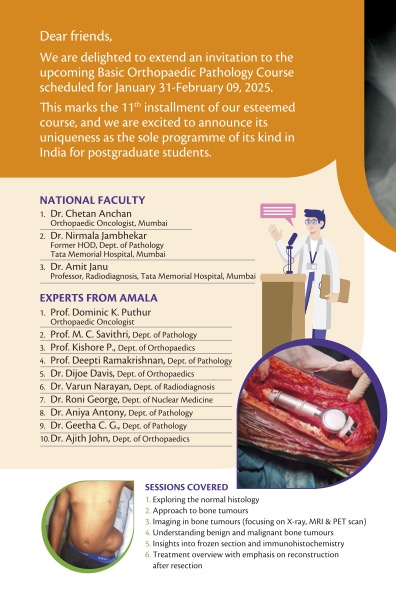 Dear friends,
We are delighted to extend an invitation to the
upcoming Basic Orthopaedic Pathology Course
scheduled for January 31-February 09, 2025.
This marks the 11th installment of our esteemed
course, and we are excited to announce its
uniqueness as the sole programme of its kind in
India for postgraduate students.
NATIONAL FACULTY
1. Dr. Chetan Anchan
Orthopaedic Oncologist, Mumbai
2. Dr. Nirmala Jambhekar
Former HOD, Dept. of Pathology
Tata Memorial Hospital, Mumbai
3. Dr. Amit Janu
Professor, Radiodiagnosis, Tata Memorial Hospital, Mumbai
EXPERTS FROM AMALA
1. Prof. Dominic K. Puthur
Orthopaedic Oncologist
2. Prof. M. C. Savithri, Dept. of Pathology
3. Prof. Kishore P., Dept. of Orthopaedics
4. Prof. Deepti Ramakrishnan, Dept. of Pathology
5. Dr. Dijoe Davis, Dept. of Orthopaedics
6. Dr. Varun Narayan, Dept. of Radiodiagnosis
7. Dr. Roni George, Dept. of Nuclear Medicine
8. Dr. Aniya Antony, Dept. of Pathology
9. Dr. Geetha C. G., Dept. of Pathology
10. Dr. Ajith John, Dept. of Orthopaedics
SESSIONS COVERED
1. Exploring the normal histology
2. Approach to bone tumours
3. Imaging in bone tumours (focusing on X-ray, MRI & PET scan)
4. Understanding benign and malignant bone tumours
5. Insights into frozen section and immunohistochemistry
6. Treatment overview with emphasis on reconstruction
after resection